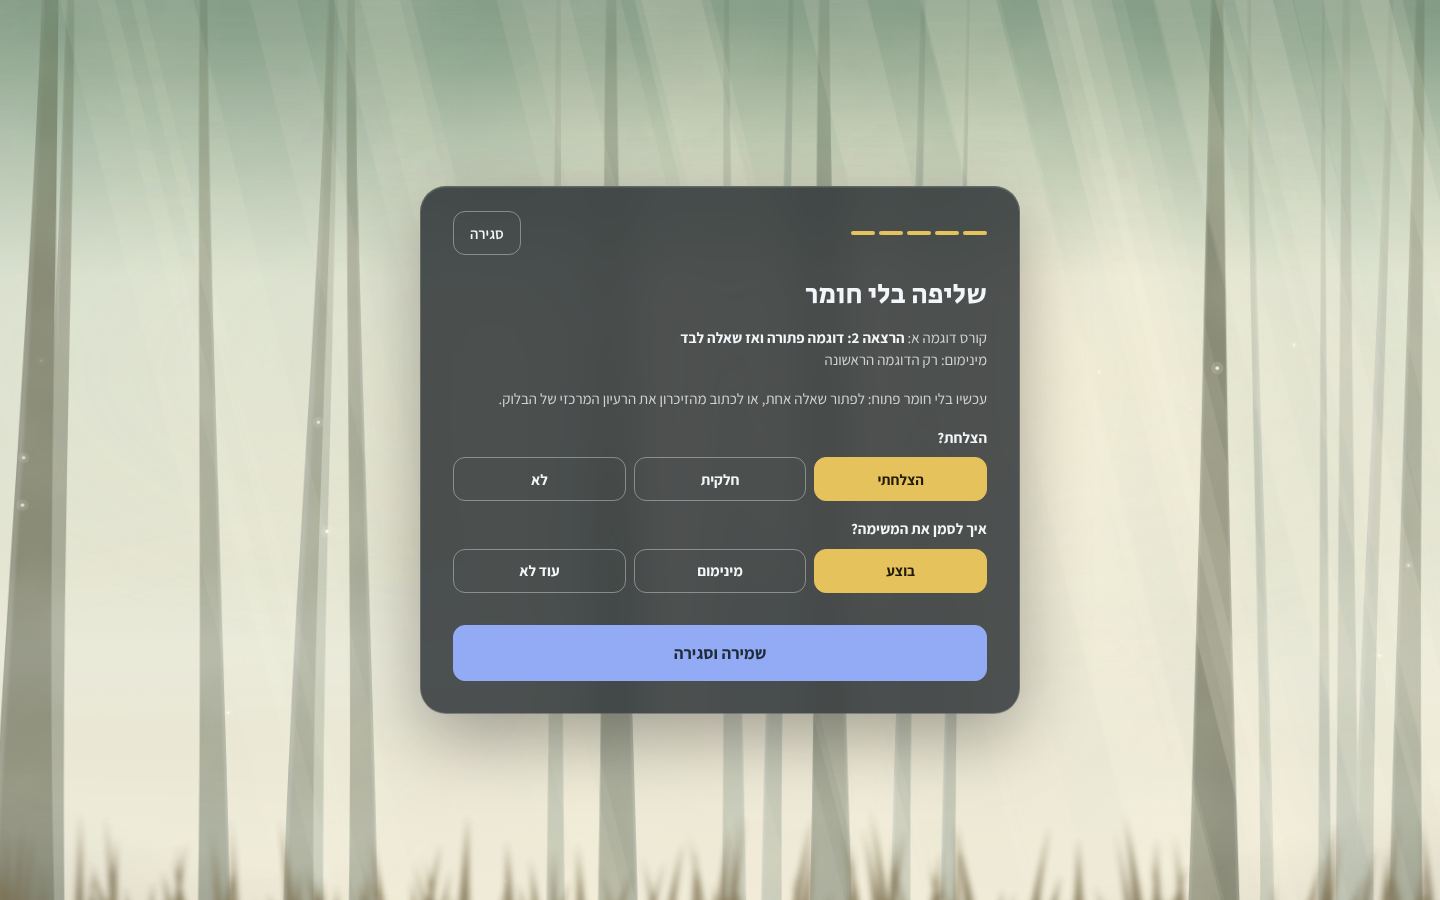 סגירה
שליפה בלי חומר
קורס דוגמה א: הרצאה 2: דוגמה פתורה ואז שאלה לבד
מינימום: רק הדוגמה הראשונה
עכשיו בלי חומר פתוח: לפתור שאלה אחת, או לכתוב מהזיכרון את הרעיון המרכזי של הבלוק.
הצלחת?
הצלחתי
חלקית
לא
איך לסמן את המשימה?
בוצע
מינימום
עוד לא
שמירה וסגירה